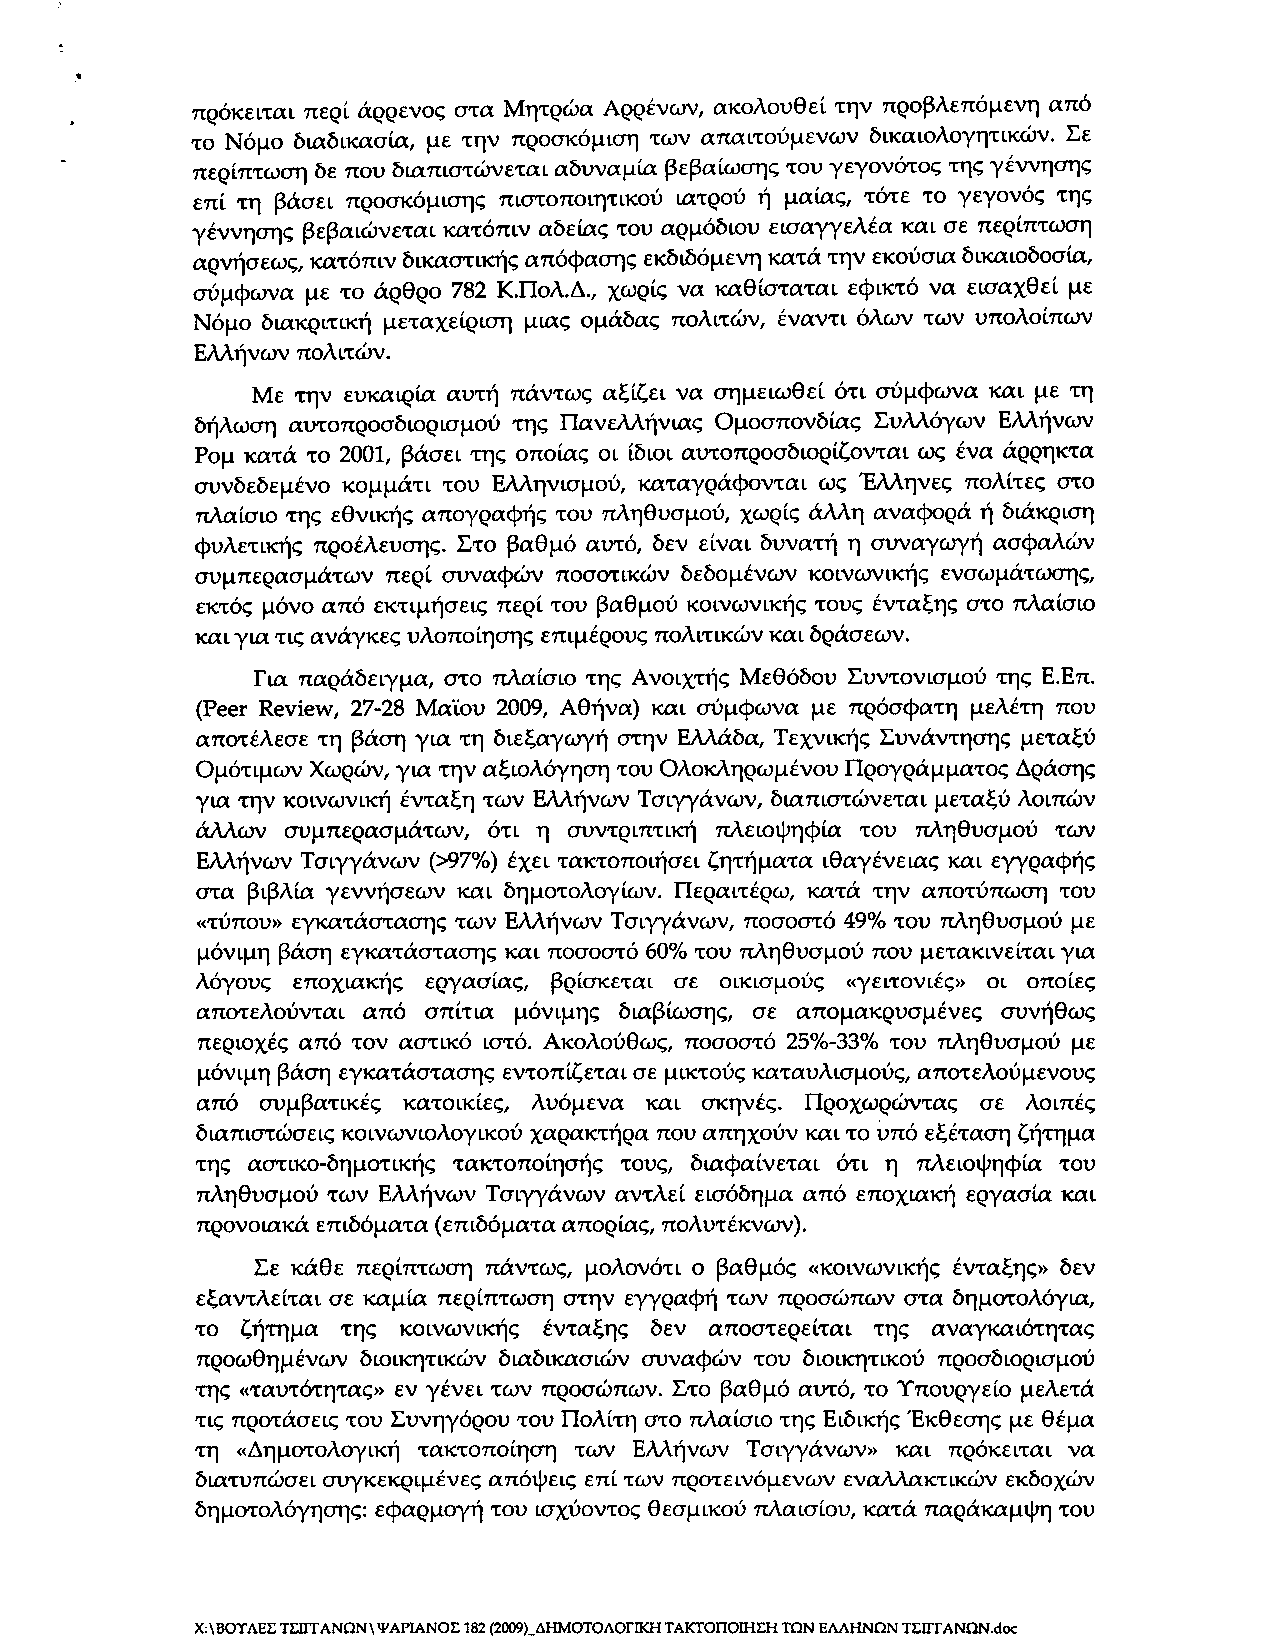 πρόκειται περί άρρενος στα Μητρώα Αρρένων, ακολουθεί την προβλεπόμενη από
το Νόμο διαδικασία, με την προσκόμιση των απαιτούμενων δικαιολογητικών. Σε
περίπτωση δε που διαπιστώνεται αδυναμία βεβαίωσης του γεγονότος της γέννησης
επί τη βάσει προσκόμισης πιστοποιητικού ιατρού ή μαίας, τότε το γεγονός της
γέννησης βεβαιώνεται κατόπιν αδείας του αρμόδιου εισαγγελέα και σε περίπτωση
αρνήσεως, κατόπιν δικαστικής απόφασης εκδιδόμενη κατά την εκούσια δικαιοδοσία,
σύμφωνα με το άρθρο 782 Κ.Πολ.Δ., χωρίς να καθίσταται εφικτό να εισαχθεί με
Νόμο διακριτική μεταχείριση μιας ομάδας πολιτών, έναντι όλων των υπολοίπων
Ελλήνων πολιτών.
Με την ευκαιρία αυτή πάντως αξίζει να σημειωθεί ότι σύμφωνα και με τη
δήλωση αυτοπροσδιορισμού της Πανελλήνιας Ομοσπονδίας Συλλόγων Ελλήνων
Ρομ κατά το 2001, βάσει της οποίας οι ίδιοι αυτοπροσδιορίζονται ως ένα άρρηκτα
συνδεδεμένο κομμάτι του Ελληνισμού, καταγράφονται ως Έλληνες πολίτες στο
πλαίσιο της εθνικής απογραφής του πληθυσμού, χωρίς άλλη αναφορά ή διάκριση
φυλετικής προέλευσης. Στο βαθμό αυτό, δεν είναι δυνατή η συναγωγή ασφαλών
συμπερασμάτων περί συναφών ποσοτικών δεδομένων κοινωνικής ενσωμάτωσης,
εκτός μόνο από εκτιμήσεις περί του βαθμού κοινωνικής τους ένταξης στο πλαίσιο
και για τις ανάγκες υλοποίησης επιμέρους πολιτικών και δράσεων.
Για παράδειγμα, στο πλαίσιο της Ανοιχτής Μεθόδου Συντονισμού της Ε.Επ.
(Peer Review, 27-28 Μαϊου 2009, Αθήνα) και σύμφωνα με πρόσφατη μελέτη που
αποτέλεσε τη βάση για τη διεξαγωγή στην Ελλάδα, Τεχνικής Συνάντησης μεταξύ
Ομότιμων Χωρών, για την αξιολόγηση του Ολοκληρωμένου Προγράμματος Δράσης
για την κοινωνική ένταξη των Ελλήνων Τσιγγάνων, διαπιστώνεται μεταξύ λοιπών
άλλων συμπερασμάτων, ότι η συντριπτική πλειοψηφία του πληθυσμού των
Ελλήνων Τσιγγάνων (>97%) έχει τακτοποιήσει ζητήματα ιθαγένειας και εγγραφής
στα βιβλία γεννήσεων και δημοτολογίων. Περαιτέρω, κατά την αποτύπωση του
«τύπου» εγκατάστασης των Ελλήνων Τσιγγάνων, ποσοστό 49% του πληθυσμού με
μόνιμη βάση εγκατάστασης και ποσοστό 60% του πληθυσμού που μετακινείται για
λόγους εποχιακής εργασίας, βρίσκεται σε οικισμούς «γειτονιές» οι οποίες
αποτελούνται από σπίτια μόνιμης διαβίωσης, σε απομακρυσμένες συνήθως
περιοχές από τον αστικό ιστό. Ακολούθως, ποσοστό 25%-33% του πληθυσμού με
μόνιμη βάση εγκατάστασης εντοπίζεται σε μικτούς καταυλισμούς, αποτελούμενους
από συμβατικές κατοικίες, λυόμενα και σκηνές. Προχωρώντας σε λοιπές
διαπιστώσεις κοινωνιολογικού χαρακτήρα που απηχούν και το υπό εξέταση ζήτημα
της αστικο-δημοτικής τακτοποίησής τους, διαφαίνεται ότι η πλειοψηφία του
πληθυσμού των Ελλήνων Τσιγγάνων αντλεί εισόδημα από εποχιακή εργασία και
προνοιακά επιδόματα (επιδόματα απορίας, πολυτέκνων).
Σε κάθε περίπτωση πάντως, μολονότι ο βαθμός «κοινωνικής ένταξης» δεν
εξαντλείται σε καμία περίπτωση στην εγγραφή των προσώπων στα δημοτολόγια,
το ζήτημα της κοινωνικής ένταξης δεν αποστερείται της αναγκαιότητας
προωθημένων διοικητικών διαδικασιών συναφών του διοικητικού προσδιορισμού
της «ταυτότητας» εν γένει των προσώπων. Στο βαθμό αυτό, το Υπουργείο μελετά
τις προτάσεις του Συνηγόρου του Πολίτη στο πλαίσιο της Ειδικής Έκθεσης με θέμα
τη «Δημοτολογική τακτοποίηση των Ελλήνων Τσιγγάνων» και πρόκειται να
διατυπώσει συγκεκριμένες απόψεις επί των προτεινόμενων εναλλακτικών εκδοχών
δημοτολόγησης: εφαρμογή του ισχύοντος θεσμικού πλαισίου, κατά παράκαμψη του
X:\ΒΟΥΛΕΣ ΤΣΙΓΓΑΝΩΝ\ΨΑΡΙΑΝΟΣ 182 (2009)_ΔΗΜΟΤΟΛΟΓΙΚΗ ΤΑΚΤΟΠΟΙΗΣΗ ΤΩΝ ΕΛΛΗΝΩΝ ΤΣΙΓΓΑΝΩΝ.doc